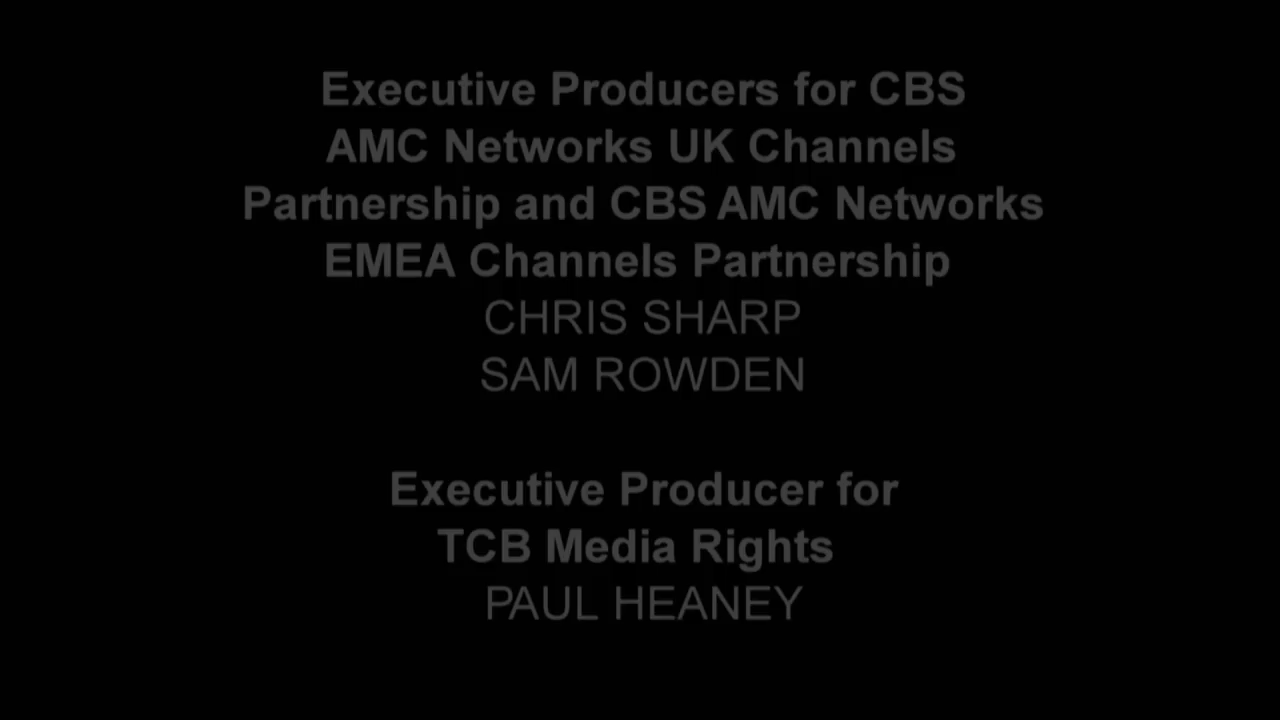 Executive Producers for CBS
AMC Networks UK Channels
Partnership and CBS AMC Networks
EMEA Channels Partnership
CHRIS SHARP
SAM ROWDEN
Executive Producer for
TCB Media Rights
PAUL HEANEY